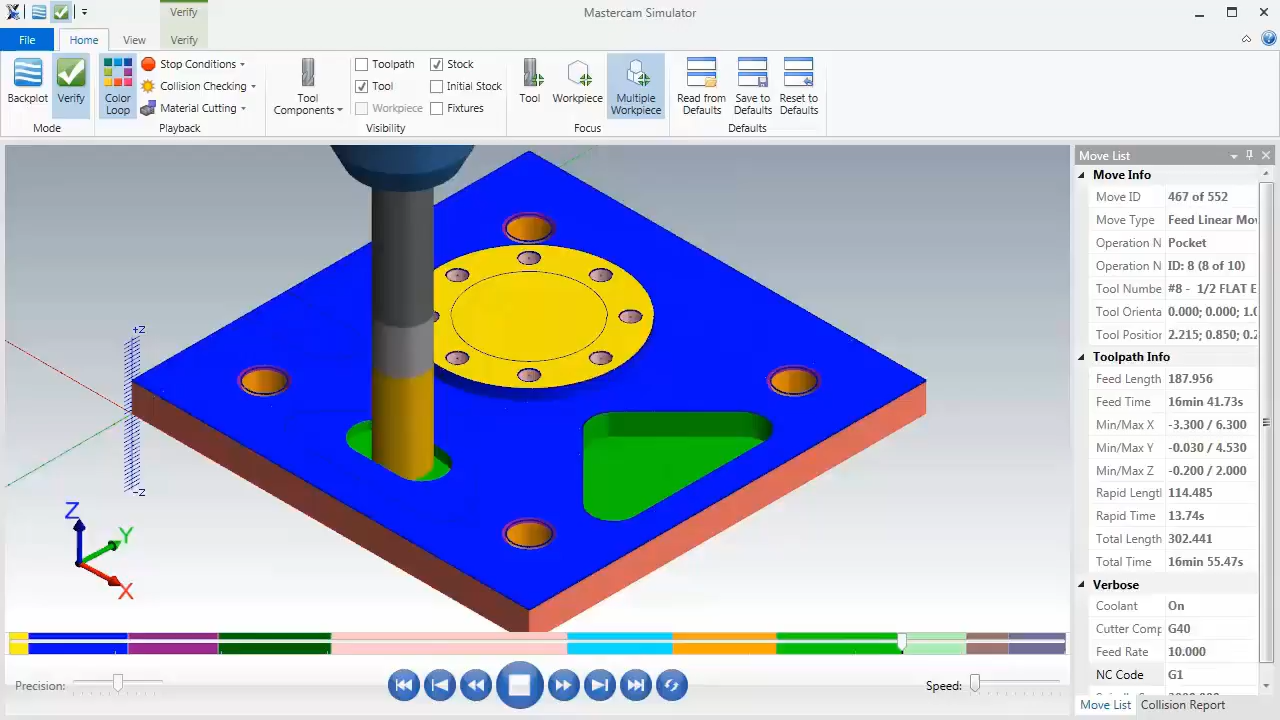 Verify
Mastercam Simulator
File
Home
View
Verify
Backplot
Verify
Mode
Color Loop
Stop Conditions
Collision Checking
Material Cutting
Playback
Tool Components
Toolpath
Tool
Workpiece
Stock
Initial Stock
Fixtures
Visibility
Tool
Workpiece
Multiple Workpiece
Focus
Read from Defaults
Save to Defaults
Reset to Defaults
Defaults
+Z
-Z
Z
Y
X
Move List
Move Info
Move ID 467 of 552
Move Type Feed Linear Mo
Operation N Pocket
Operation N ID: 8 (8 of 10)
Tool Numbe #8 - 1/2 FLAT E
Tool Orienta 0.000; 0.000; 1.0
Tool Position 2.215; 0.850; 0.2
Toolpath Info
Feed Length 187.956
Feed Time 16min 41.73s
Min/Max X -3.300 / 6.300
Min/Max Y -0.030 / 4.530
Min/Max Z -0.200 / 2.000
Rapid Lengtl 114.485
Rapid Time 13.74s
Total Length 302.441
Total Time 16min 55.47s
Verbose
Coolant On
Cutter Comp G40
Feed Rate 10.000
NC Code G1
Precision:
Speed:
Move List
Collision Report